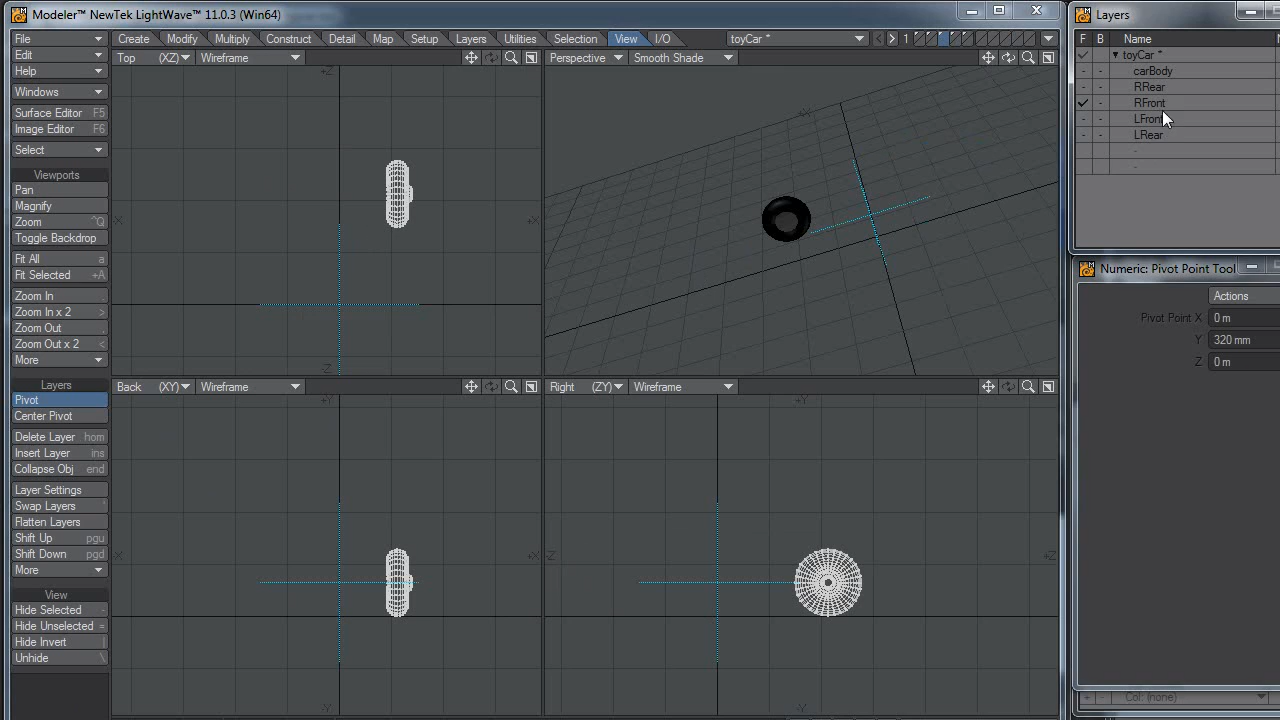 Modeler™ NewTek LightWave™ 11.0.3 (Win64)
File
Edit
Help
Windows
Surface Editor F5
Image Editor F6
Select
Viewports
Pan
Magnify
Zoom ^Q
Toggle Backdrop
Fit All a
Fit Selected +A
Zoom In .
Zoom In x 2 >
Zoom Out ,
Zoom Out x 2 <
More
Layers
Pivot
Center Pivot
Delete Layer hom
Insert Layer ins
Collapse Obj end
Layer Settings
Swap Layers '
Flatten Layers
Shift Up pgu
Shift Down pgd
More
View
Hide Selected -
Hide Unselected =
Hide Invert |
Unhide \
Create Modify Multiply Construct Detail Map Setup Layers Utilities Selection View I/O toyCar * < > 1
Top (XZ) Wireframe
+Z
-X +X
-Z
Perspective Smooth Shade
Back (XY) Wireframe
+Y
-X +X
-Y
Right (ZY) Wireframe
+Y
-Z +Z
-Y
Layers
F B Name
toyCar *
carBody
RRear
RFront
LFront
LRear
Numeric: Pivot Point Tool
Actions
Pivot Point X 0 m
Y 320 mm
Z 0 m
+ - Col: (none)